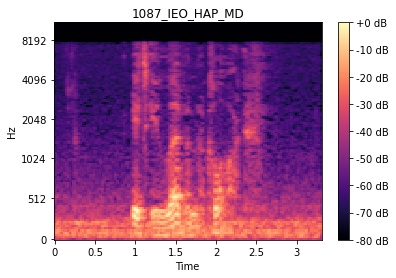 1087_IEO_HAP_MD
+0 dB
8192
-10 dB
4096
-20 dB
-30 dB
2048
-40 dB
Hz
1024
-50 dB
512
-60 dB
-70 dB
0
-80 dB
0 0.5 1 1.5 2 2.5 3
Time